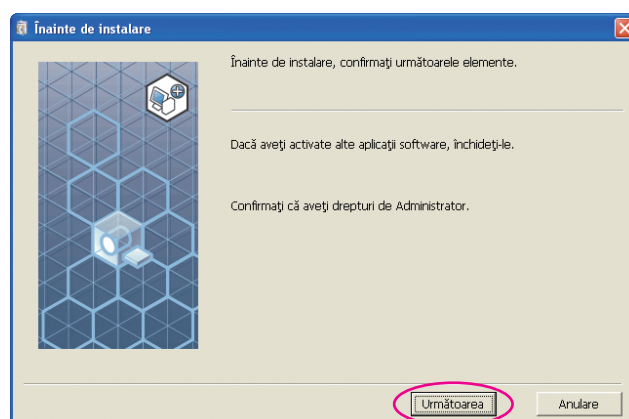 Înainte de instalare
Înainte de instalare, confirmaţi următoarele elemente.
Dacă aveţi activate alte aplicaţii software, închideţi-le.
Confirmaţi că aveţi drepturi de Administrator.
Următoarea
Anulare